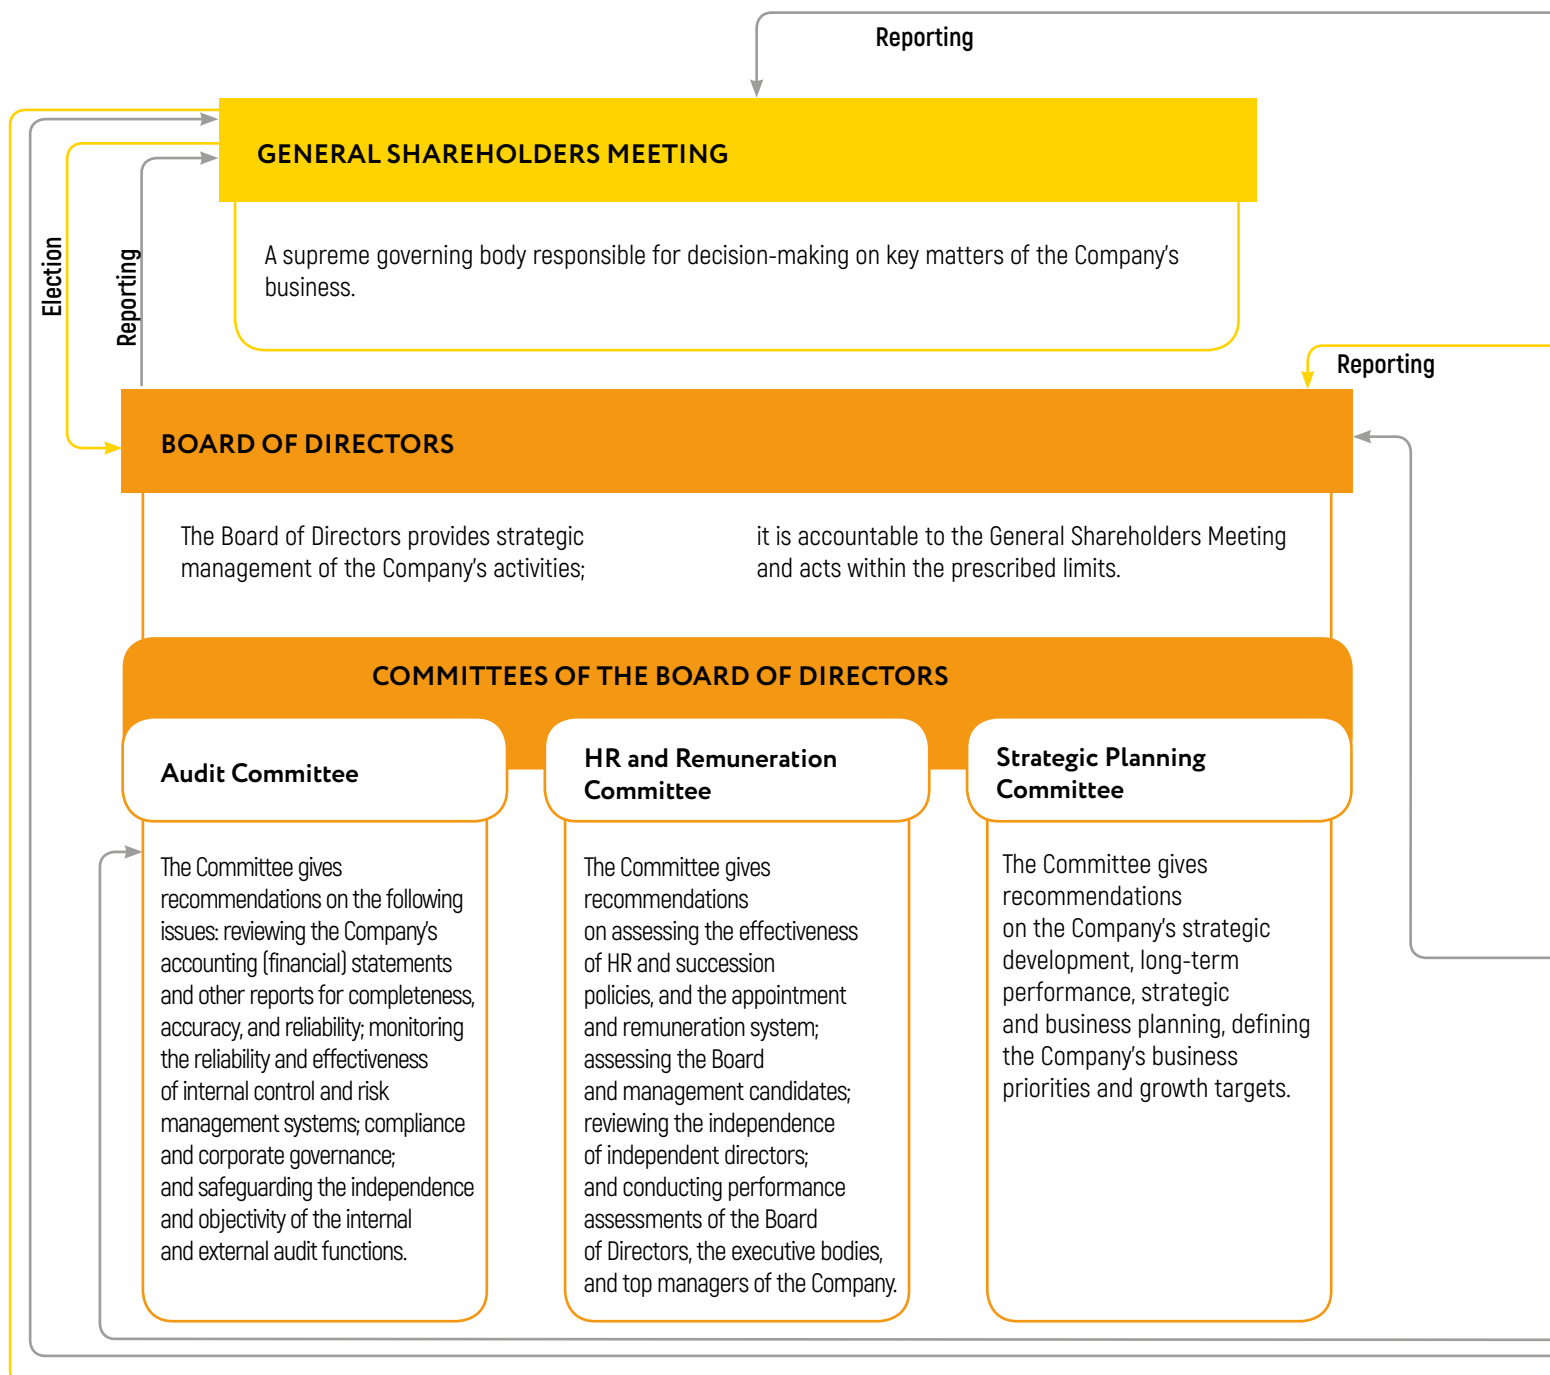 Reporting
GENERAL SHAREHOLDERS MEETING
A supreme governing body responsible for decision-making on key matters of the Company's
business.
Election
Reporting
Reporting
BOARD OF DIRECTORS
The Board of Directors provides strategic
management of the Company's activities;
it is accountable to the General Shareholders Meeting
and acts within the prescribed limits.
COMMITTEES OF THE BOARD OF DIRECTORS
Audit Committee
The Committee gives
recommendations on the following
issues: reviewing the Company's
accounting (financial) statements
and other reports for completeness,
accuracy, and reliability; monitoring
the reliability and effectiveness
of internal control and risk
management systems; compliance
and corporate governance;
and safeguarding the independence
and objectivity of the internal
and external audit functions.
HR and Remuneration
Committee
The Committee gives
recommendations
on assessing the effectiveness
of HR and succession
policies, and the appointment
and remuneration system;
assessing the Board
and management candidates;
reviewing the independence
of independent directors;
and conducting performance
assessments of the Board
of Directors, the executive bodies,
and top managers of the Company.
Strategic Planning
Committee
The Committee gives
recommendations
on the Company's strategic
development, long-term
performance, strategic
and business planning, defining
the Company's business
priorities and growth targets.